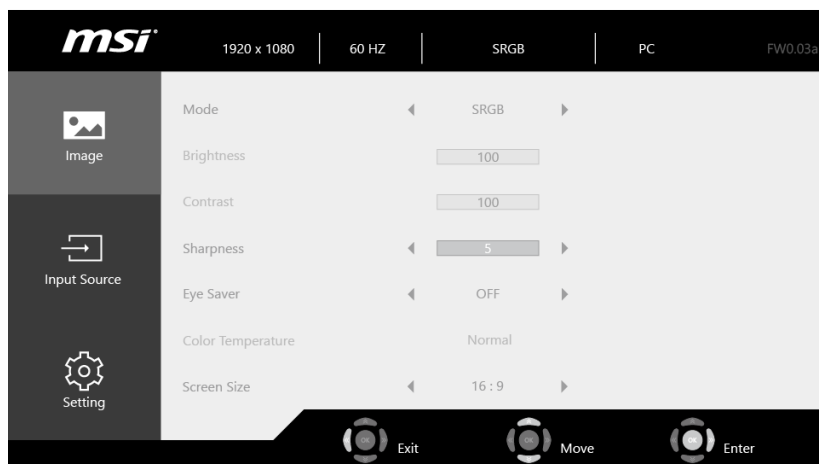 msi
1920 x 1080 60 HZ SRGB PC FW0.03a
Image
Input Source
Setting
Mode SRGB
Brightness 100
Contrast 100
Sharpness 5
Eye Saver OFF
Color Temperature Normal
Screen Size 16 : 9
OK Exit OK Move OK Enter